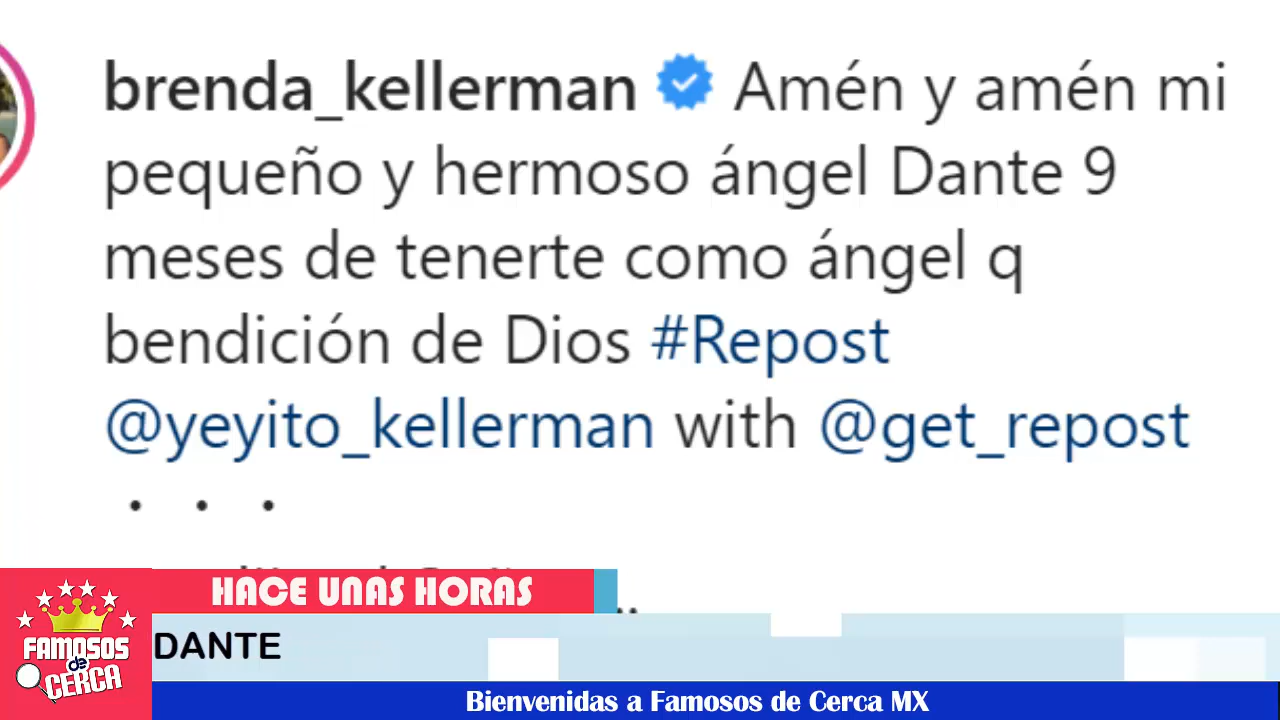 brenda_kellerman Amén y amén mi
pequeño y hermoso ángel Dante 9
meses de tenerte como ángel q
bendición de Dios #Repost
@yeyito_kellerman with @get_repost
. . .
HACE UNAS HORAS
DANTE
FAMOSOS
de
CERCA
Bienvenidas a Famosos de Cerca MX